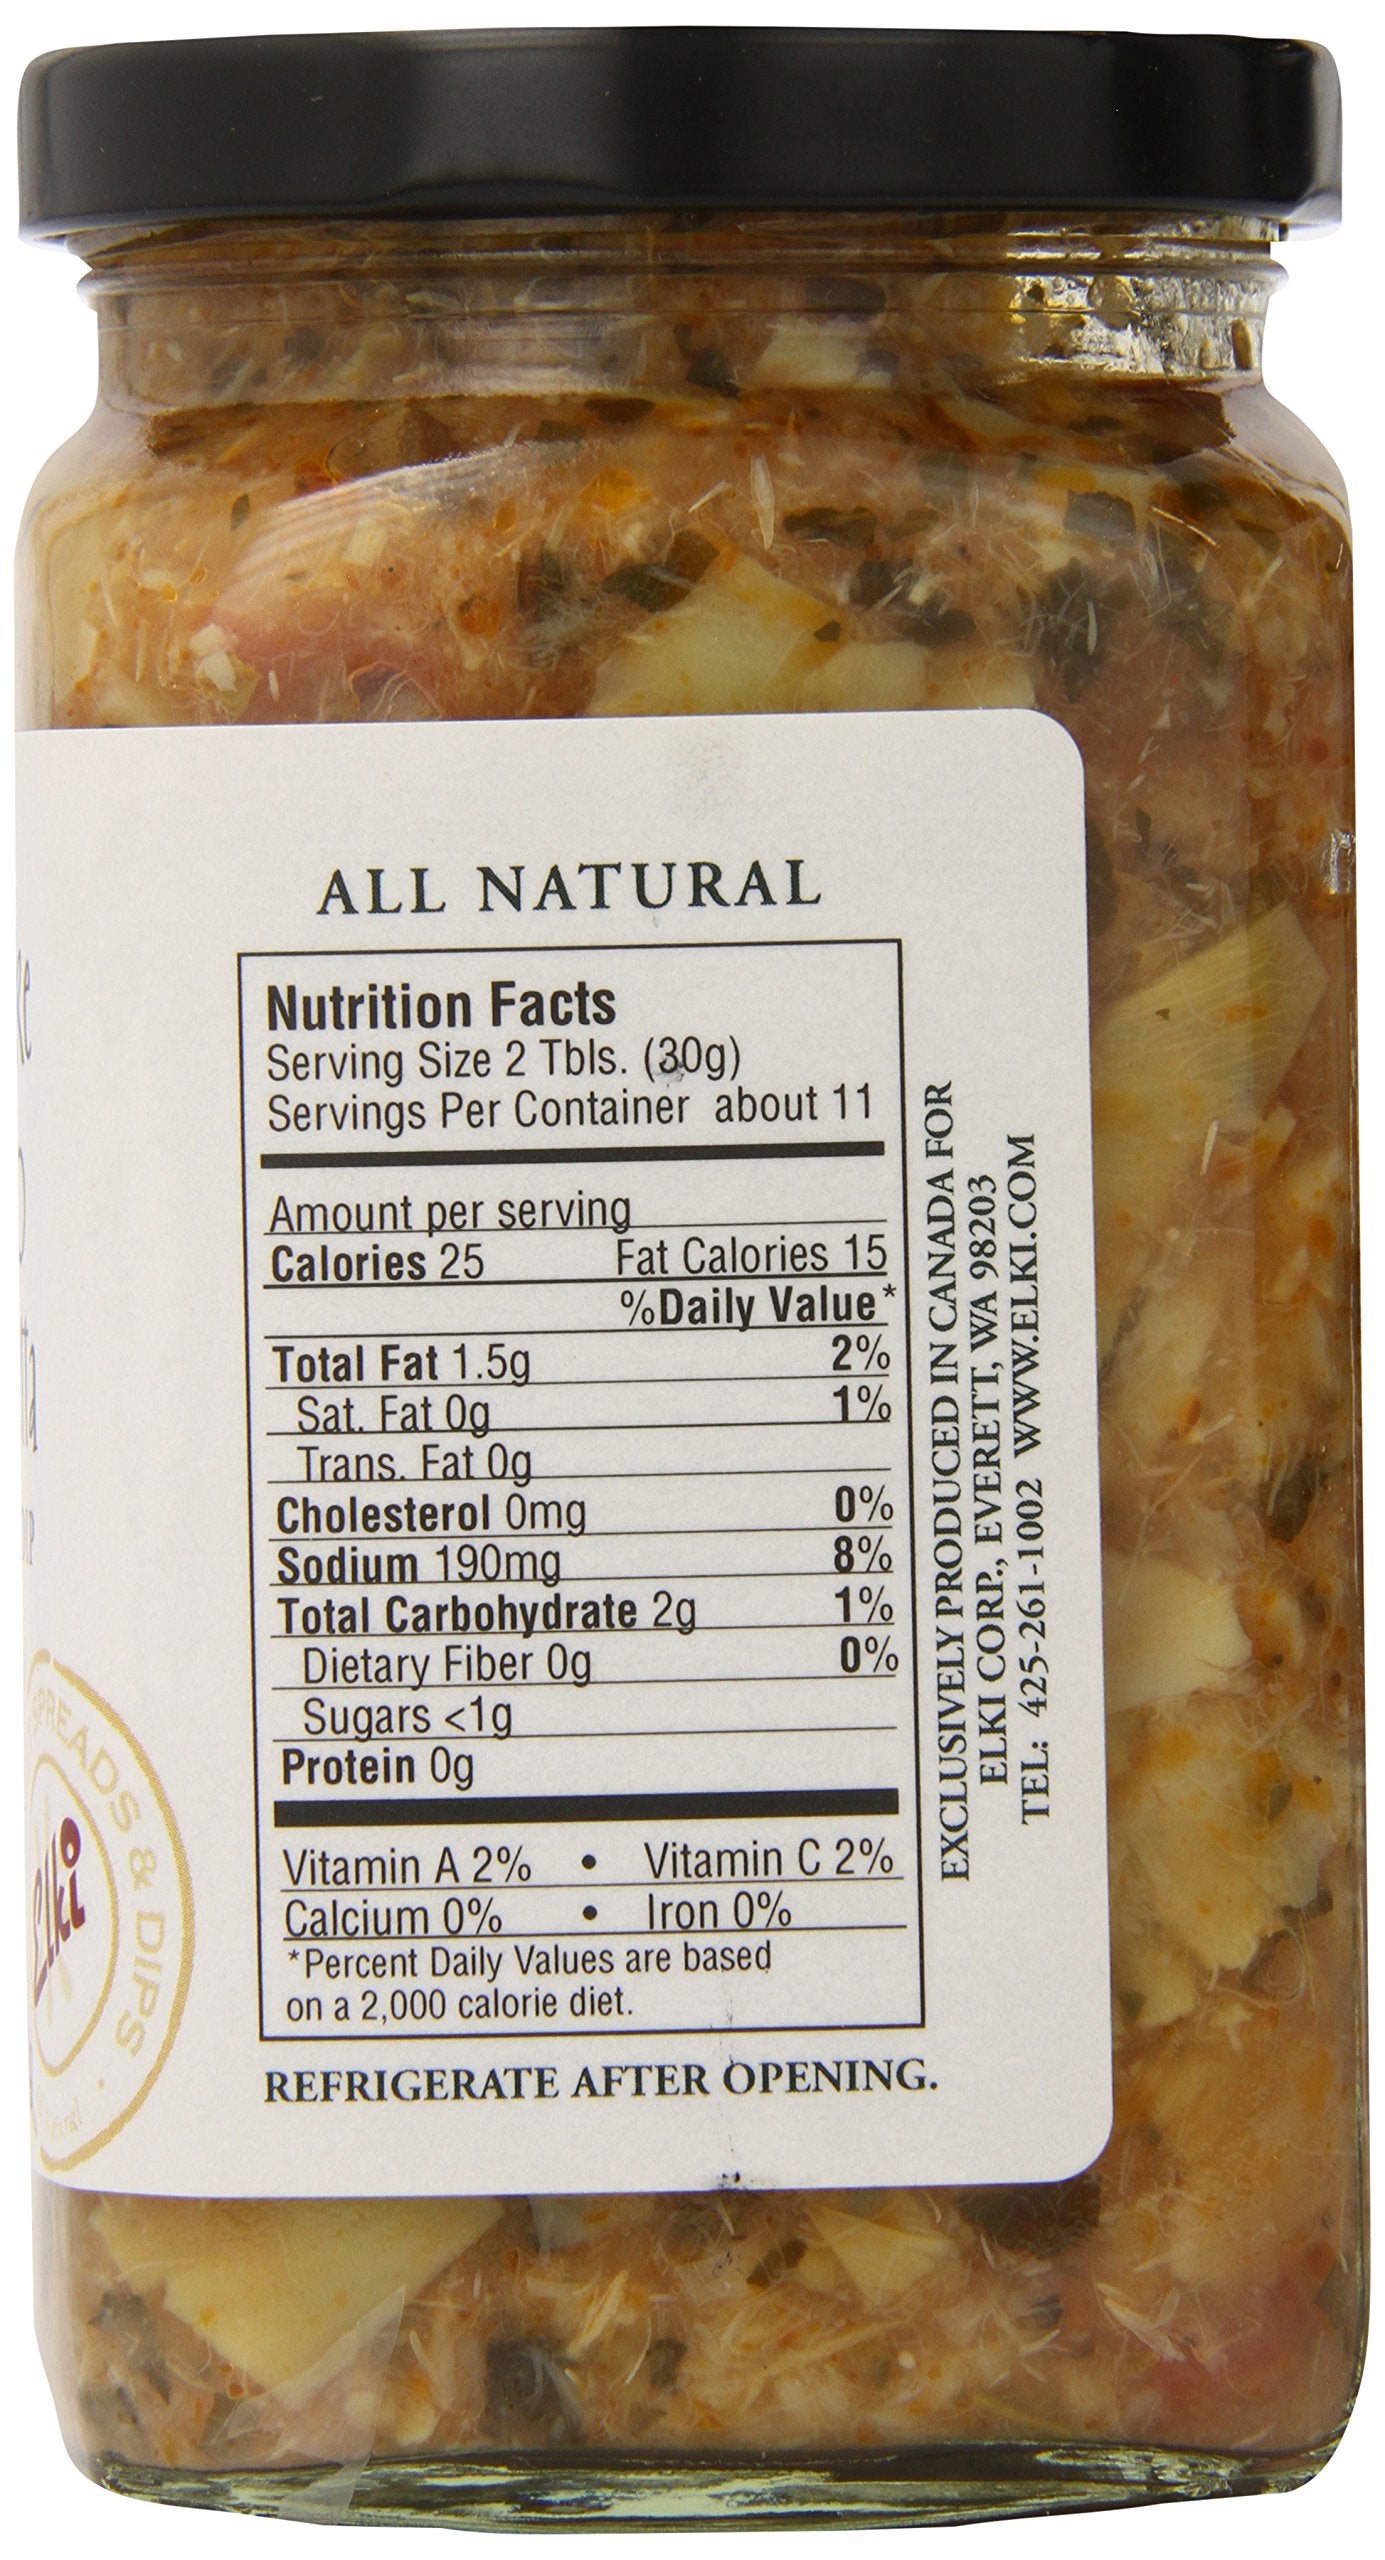 ALL NATURAL
Nutrition Facts
Serving Size 2 Tbls. (30g)
Servings Per Container about 11
Amount per serving
Calories 25 Fat Calories 15
%Daily Value*
Total Fat 1.5g 2%
Sat. Fat 0g 1%
Trans. Fat 0g
Cholesterol 0mg 0%
Sodium 190mg 8%
Total Carbohydrate 2g 1%
Dietary Fiber 0g 0%
Sugars <1g
Protein 0g
Vitamin A 2% • Vitamin C 2%
Calcium 0% • Iron 0%
*Percent Daily Values are based
on a 2,000 calorie diet.
REFRIGERATE AFTER OPENING.
EXCLUSIVELY PRODUCED IN CANADA FOR
ELKI CORP., EVERETT, WA 98203
TEL: 425-261-1002 WWW.ELKI.COM
SPREADS & DIPS
Elki